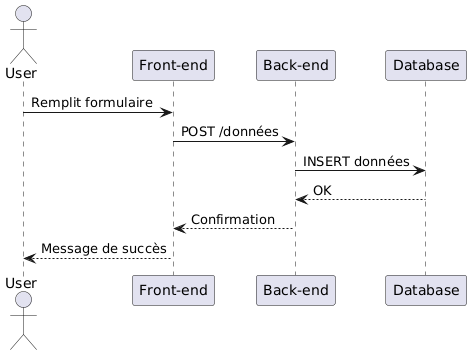 User
Front-end
Back-end
Database
Remplit formulaire
POST /données
INSERT données
OK
Confirmation
Message de succès
User
Front-end
Back-end
Database